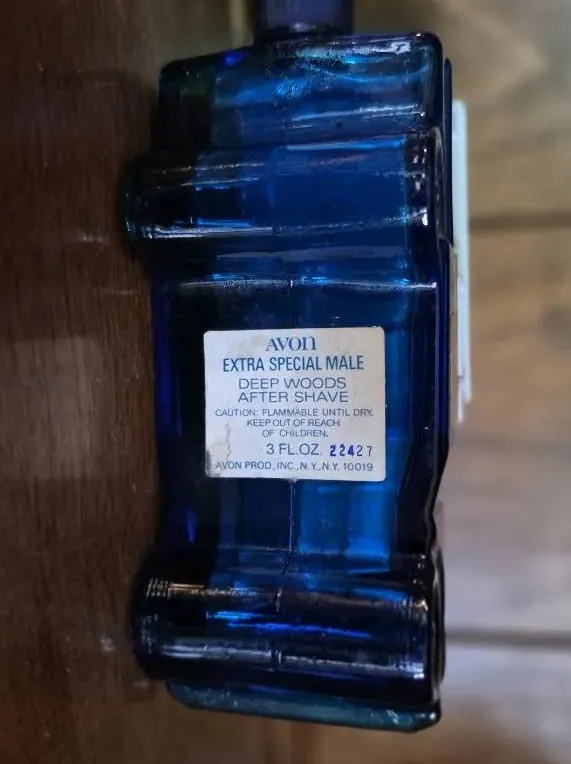 AVON
EXTRA SPECIAL MALE
DEEP WOODS
AFTER SHAVE
CAUTION: FLAMMABLE UNTIL DRY.
KEEP OUT OF REACH
OF CHILDREN.
3 FL.OZ. 22427
AVON PROD., INC., N.Y., N.Y. 10019